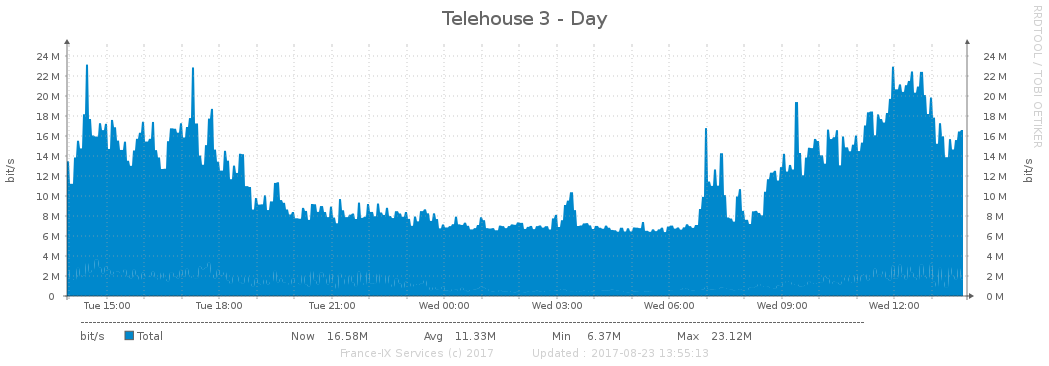 Telehouse 3 - Day
RRDTOOL / TOBI OETIKER
bit/s
24 M
22 M
20 M
18 M
16 M
14 M
12 M
10 M
8 M
6 M
4 M
2 M
0
24 M
22 M
20 M
18 M
16 M
14 M
12 M
10 M
8 M
6 M
4 M
2 M
0 M
bit/s
Tue 15:00 Tue 18:00 Tue 21:00 Wed 00:00 Wed 03:00 Wed 06:00 Wed 09:00 Wed 12:00
bit/s Total Now 16.58M Avg 11.33M Min 6.37M Max 23.12M
France-IX Services (c) 2017 Updated : 2017-08-23 13:55:13